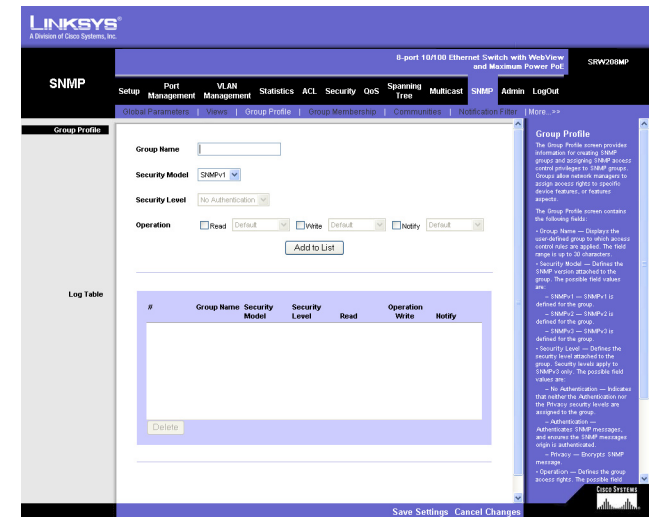 LINKSYS®
A Division of Cisco Systems, Inc.
8-port 10/100 Ethernet Switch with WebView
and Maximum Power PoE
SRW208MP
SNMP
Setup Port Management VLAN Management Statistics ACL Security QoS Spanning Tree Multicast SNMP Admin LogOut
Global Parameters | Views | Group Profile | Group Membership | Communities | Notification Filter | More...>>
Group Profile
Group Name
Security Model SNMPv1
Security Level No Authentication
Operation Read Default Write Default Notify Default
Add to List
Log Table
# Group Name Security Model Security Level Read Operation Write Notify
Delete
Group Profile
The Group Profile screen provides
information for creating SNMP
groups and assigning SNMP access
control privileges to SNMP groups.
Groups allow network managers to
assign access rights to specific
device features, or features
aspects.
The Group Profile screen contains
the following fields:
• Group Name — Displays the
user-defined group to which access
control rules are applied. The field
range is up to 30 characters.
• Security Model — Defines the
SNMP version attached to the
group. The possible field values
are:
– SNMPv1 — SNMPv1 is
defined for the group.
– SNMPv2 — SNMPv2 is
defined for the group.
– SNMPv3 — SNMPv3 is
defined for the group.
• Security Level — Defines the
security level attached to the
group. Security levels apply to
SNMPv3 only. The possible field
values are:
– No Authentication — Indicates
that neither the Authentication nor
the Privacy security levels are
assigned to the group.
– Authentication —
Authenticates SNMP messages,
and ensures the SNMP messages
origin is authenticated.
– Privacy — Encrypts SNMP
message.
• Operation — Defines the group
access rights. The possible field
Save Settings Cancel Changes
CISCO SYSTEMS